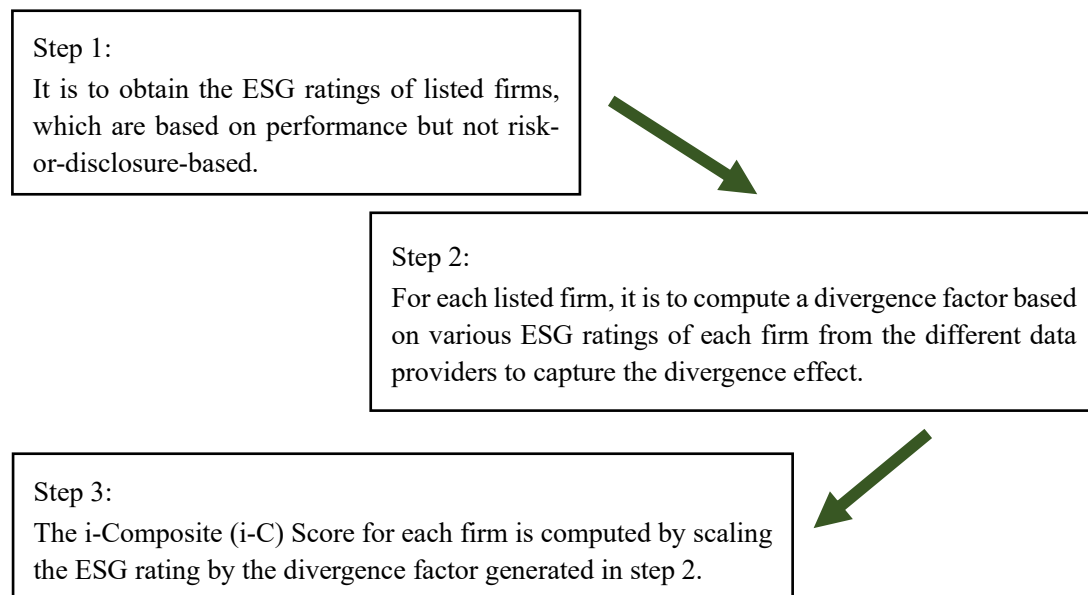 Step 1:
It is to obtain the ESG ratings of listed firms,
which are based on performance but not risk-
or-disclosure-based.
Step 2:
For each listed firm, it is to compute a divergence factor based
on various ESG ratings of each firm from the different data
providers to capture the divergence effect.
Step 3:
The i-Composite (i-C) Score for each firm is computed by scaling
the ESG rating by the divergence factor generated in step 2.